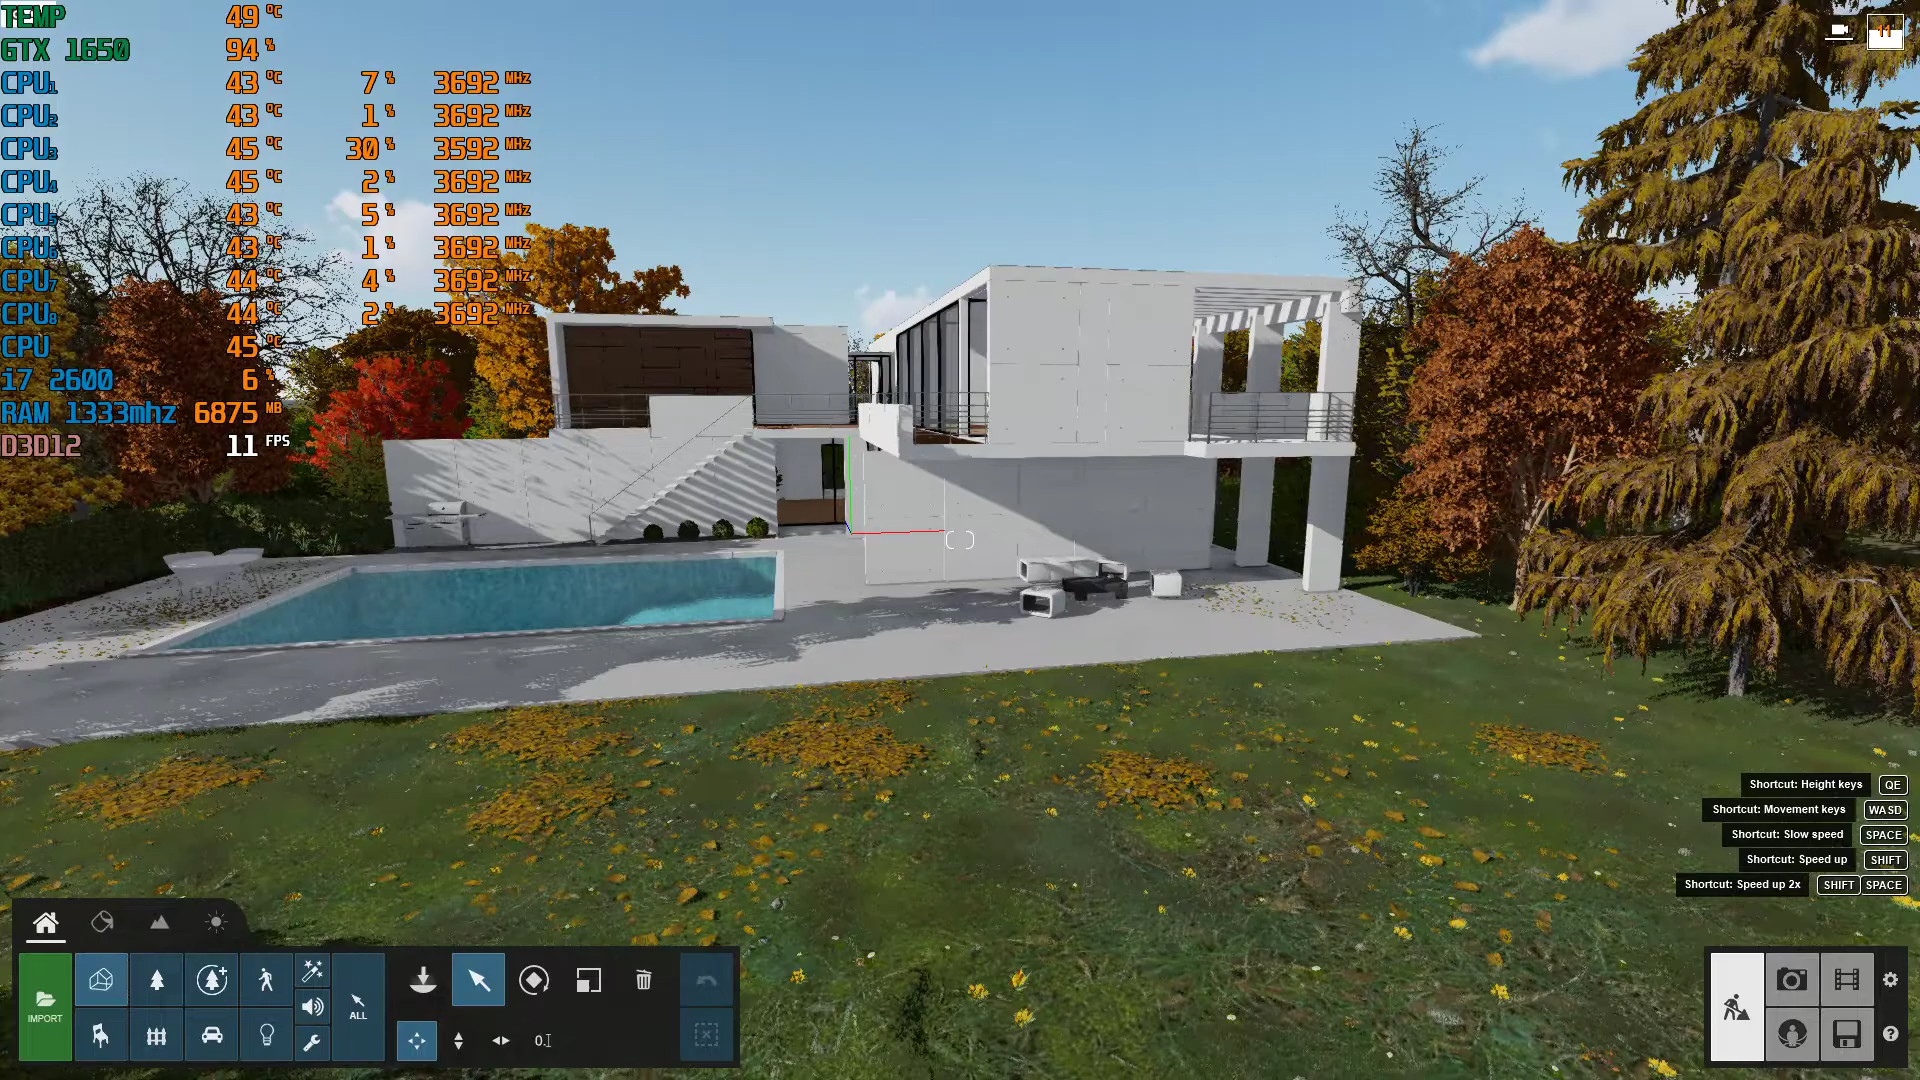 TEMP 49 °C
GTX 1650 94 %
CPU1 43 °C 7 % 3692 MHz
CPU2 43 °C 1 % 3692 MHz
CPU3 45 °C 30 % 3592 MHz
CPU4 45 °C 2 % 3692 MHz
CPU5 43 °C 5 % 3692 MHz
CPU6 43 °C 1 % 3692 MHz
CPU7 44 °C 4 % 3692 MHz
CPU8 44 °C 2 % 3692 MHz
CPU 45 °C
i7 2600 6 %
RAM 1333mhz 6875 MB
D3D12 11 FPS
11
Shortcut: Height keys QE
Shortcut: Movement keys WASD
Shortcut: Slow speed SPACE
Shortcut: Speed up SHIFT
Shortcut: Speed up 2x SHIFT SPACE
IMPORT
ALL
0.